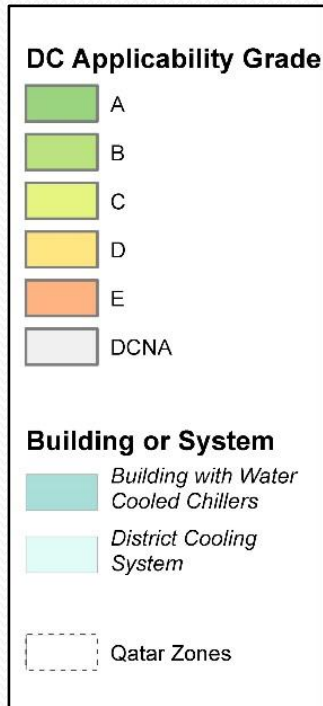 DC Applicability Grade
A
B
C
D
E
DCNA
Building or System
Building with Water
Cooled Chillers
District Cooling
System
Qatar Zones